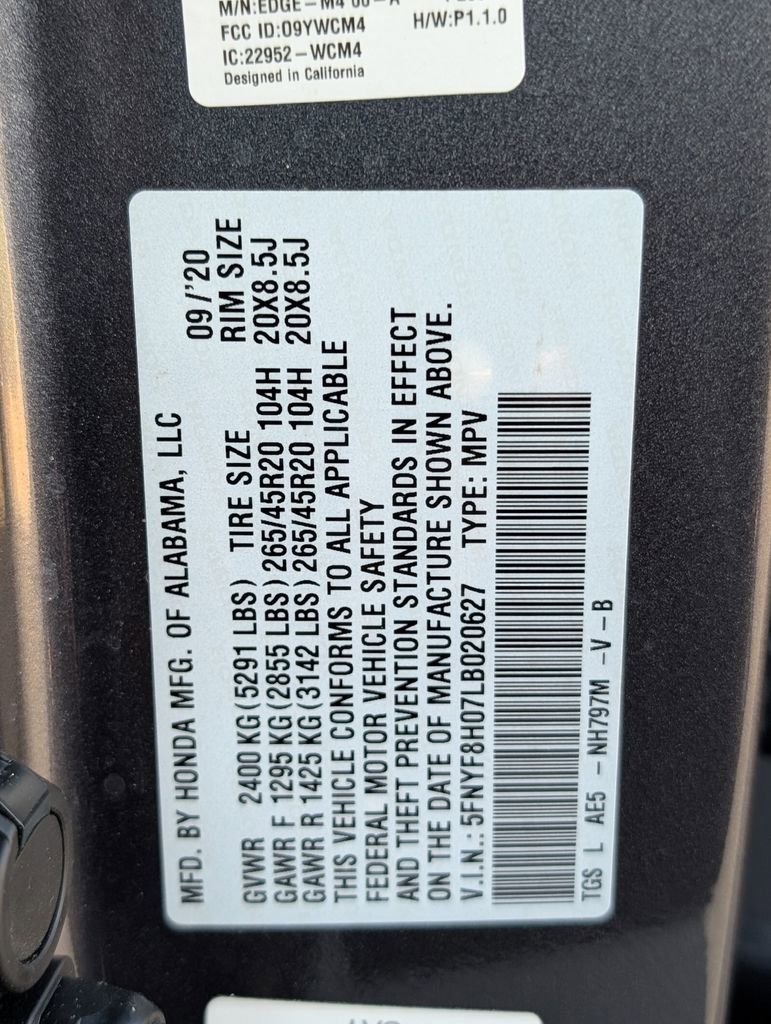 FCC ID:O9YWCM4 H/W:P1.1.0
IC:22952-WCM4
Designed in California
MFD. BY HONDA MFG. OF ALABAMA, LLC 09/'20
GVWR 2400 KG(5291 LBS) TIRE SIZE RIM SIZE
GAWR F 1295 KG(2855 LBS)265/45R20 104H 20X8.5J
GAWR R 1425 KG(3142 LBS)265/45R20 104H 20X8.5J
THIS VEHICLE CONFORMS TO ALL APPLICABLE
FEDERAL MOTOR VEHICLE SAFETY
AND THEFT PREVENTION STANDARDS IN EFFECT
ON THE DATE OF MANUFACTURE SHOWN ABOVE.
V.I.N.: 5FNYF8H07LB020627 TYPE: MPV
TGS L AE5 - NH797M -V-B